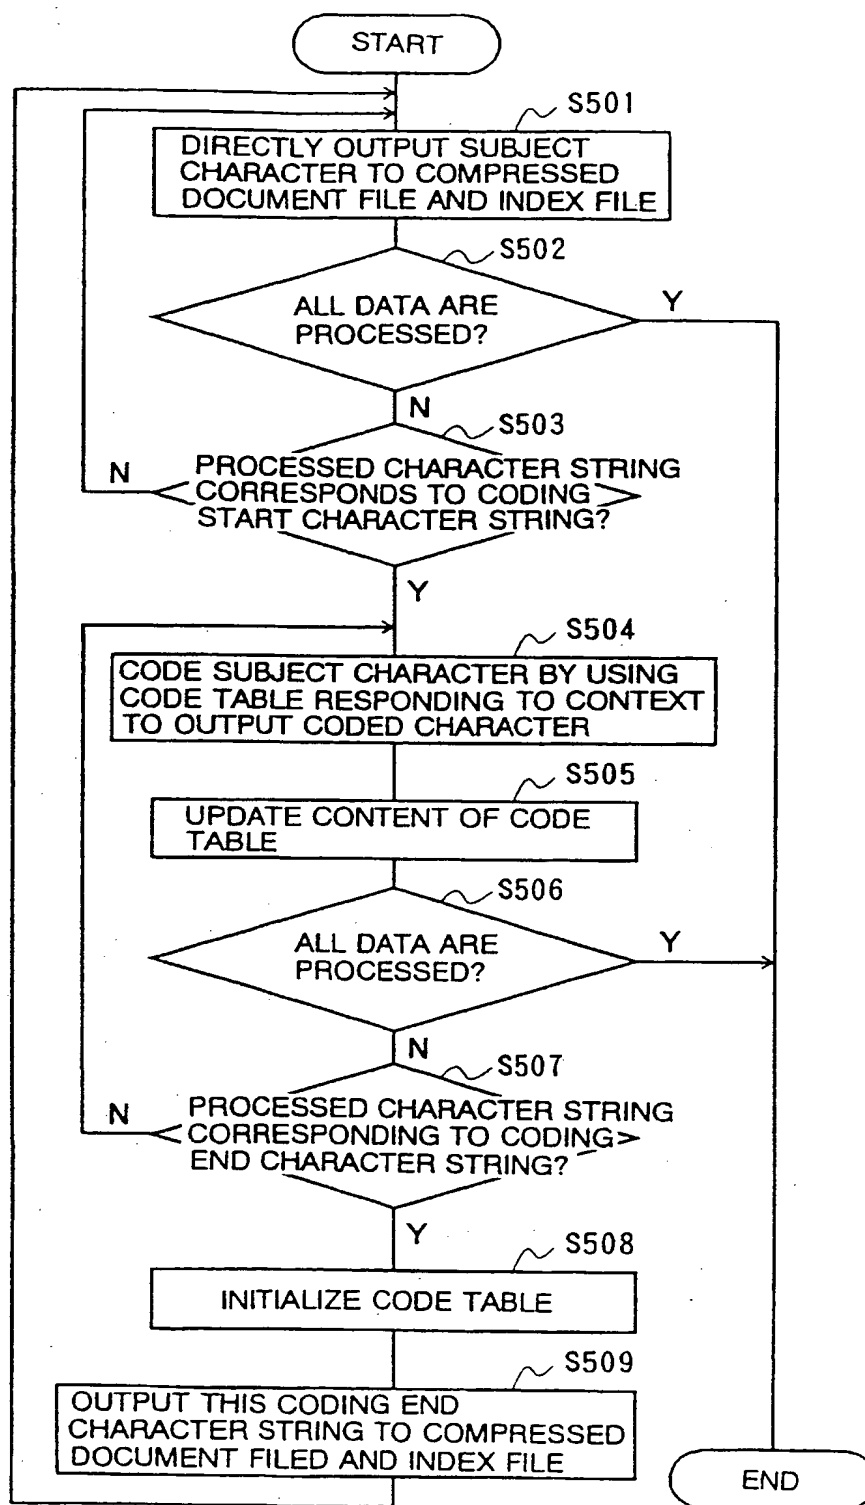 START
S501
DIRECTLY OUTPUT SUBJECT
CHARACTER TO COMPRESSED
DOCUMENT FILE AND INDEX FILE
S502
ALL DATA ARE
PROCESSED?
Y
N
S503
PROCESSED CHARACTER STRING
CORRESPONDS TO CODING
START CHARACTER STRING?
N
Y
S504
CODE SUBJECT CHARACTER BY USING
CODE TABLE RESPONDING TO CONTEXT
TO OUTPUT CODED CHARACTER
S505
UPDATE CONTENT OF CODE
TABLE
S506
ALL DATA ARE
PROCESSED?
Y
N
S507
PROCESSED CHARACTER STRING
CORRESPONDING TO CODING
END CHARACTER STRING?
N
Y
S508
INITIALIZE CODE TABLE
S509
OUTPUT THIS CODING END
CHARACTER STRING TO COMPRESSED
DOCUMENT FILED AND INDEX FILE
END